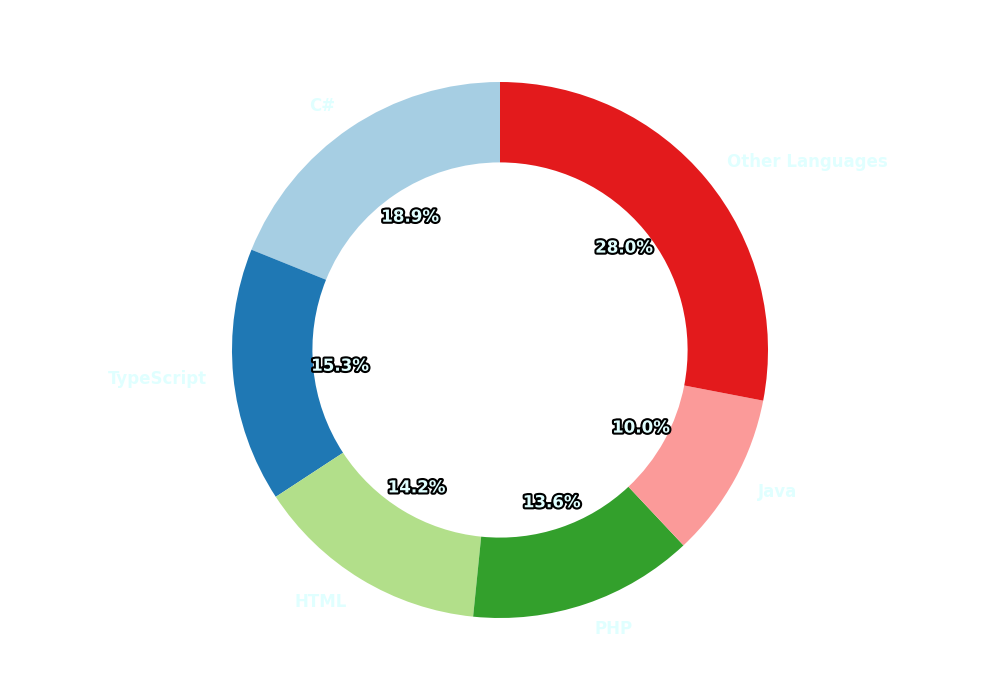 C#
Other Languages
18.9%
28.0%
15.3%
TypeScript
10.0%
14.2%
Java
13.6%
HTML
PHP